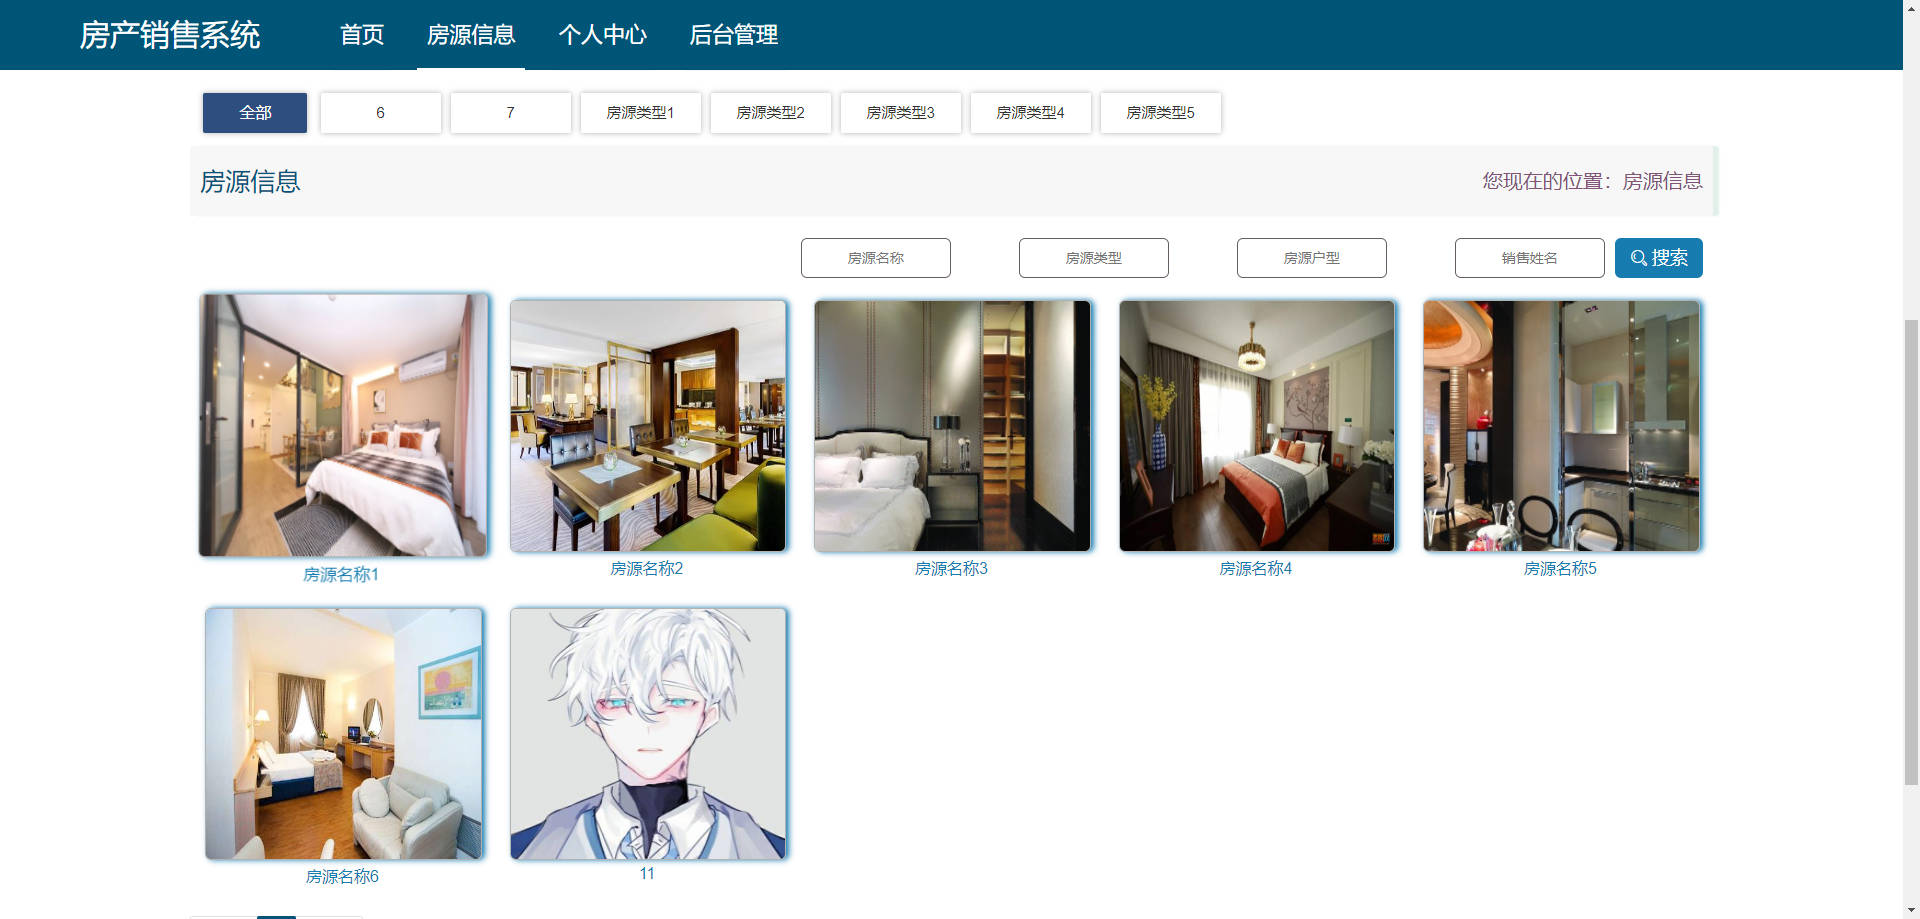 房产销售系统 首页 房源信息 个人中心 后台管理
全部 6 7 房源类型1 房源类型2 房源类型3 房源类型4 房源类型5
房源信息 您现在的位置：房源信息
房源名称 房源类型 房源户型 销售姓名 搜索
房源名称1 房源名称2 房源名称3 房源名称4 房源名称5
房源名称6 11